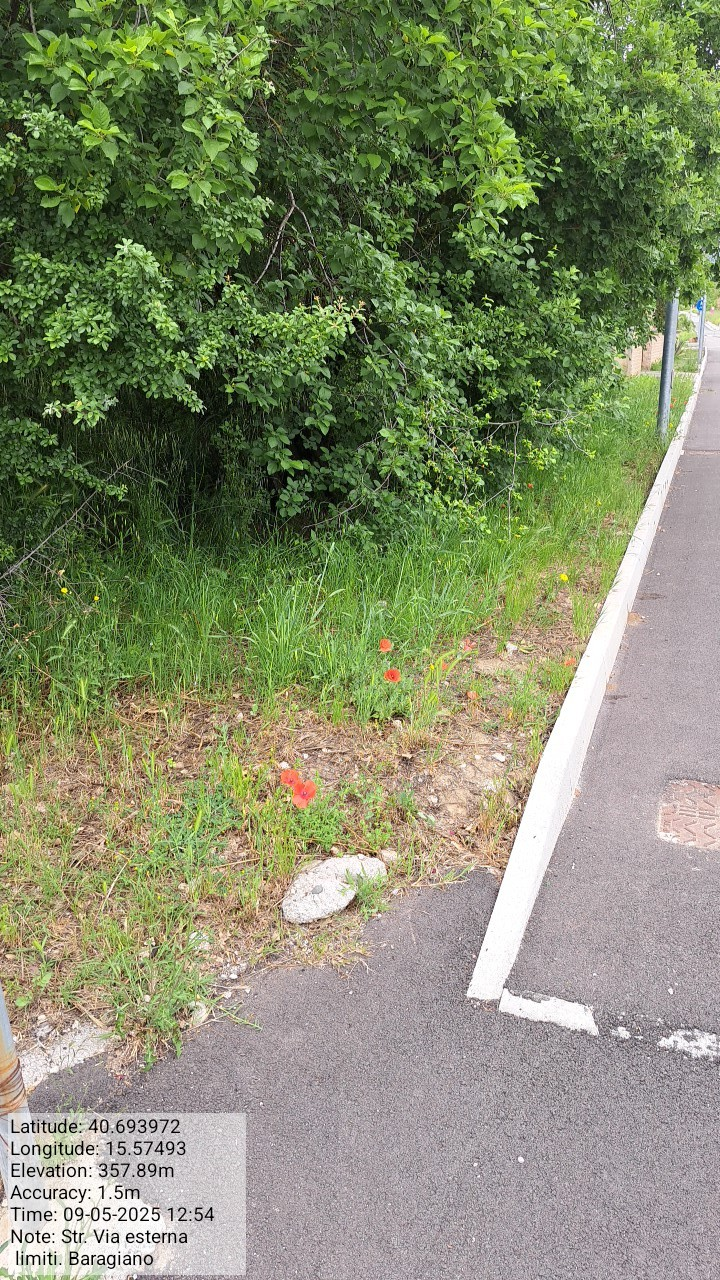 Latitude: 40.693972
Longitude: 15.57493
Elevation: 357.89m
Accuracy: 1.5m
Time: 09-05-2025 12:54
Note: Str. Via esterna
limiti. Baragiano